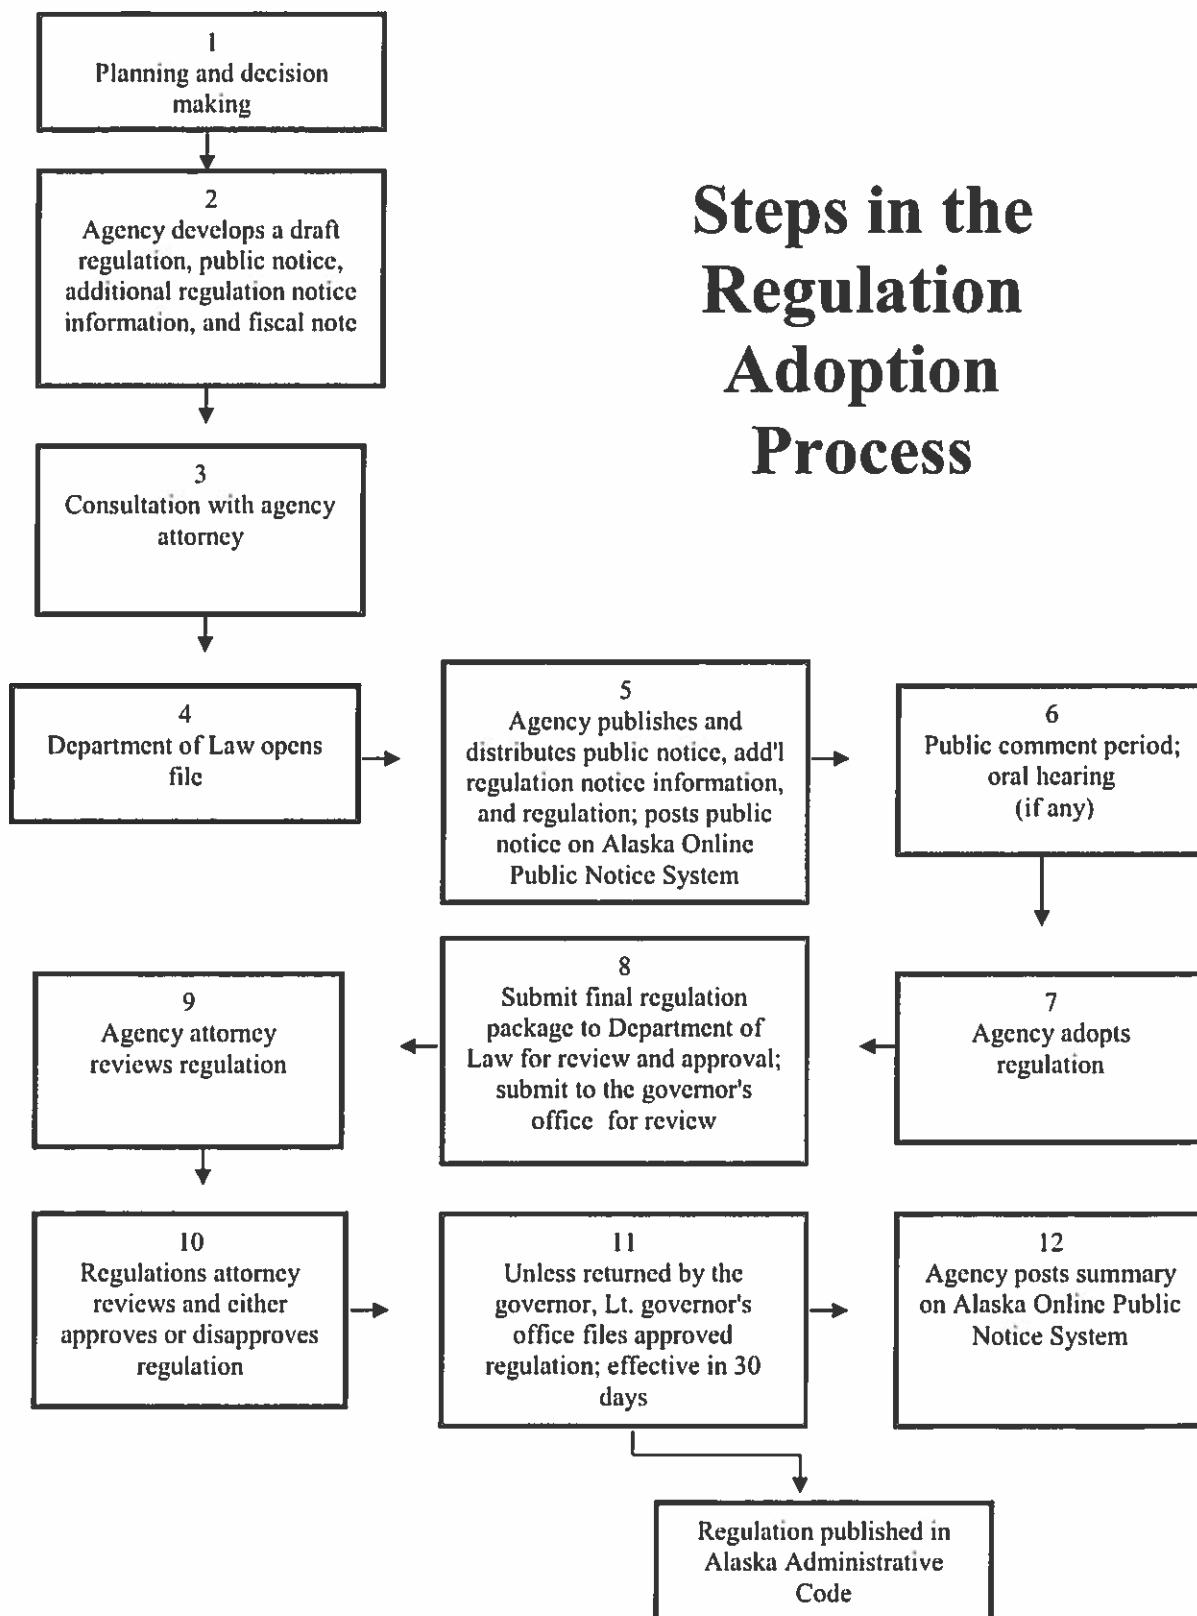 1
Planning and decision
making
2
Agency develops a draft
regulation, public notice,
additional regulation notice
information, and fiscal note
Steps in the
Regulation
Adoption
Process
3
Consultation with agency
attorney
4
Department of Law opens
file
5
Agency publishes and
distributes public notice, add'l
regulation notice information,
and regulation; posts public
notice on Alaska Online
Public Notice System
6
Public comment period;
oral hearing
(if any)
7
Agency adopts
regulation
8
Submit final regulation
package to Department of
Law for review and approval;
submit to the governor's
office for review
9
Agency attorney
reviews regulation
10
Regulations attorney
reviews and either
approves or disapproves
regulation
11
Unless returned by the
governor, Lt. governor's
office files approved
regulation; effective in 30
days
12
Agency posts summary
on Alaska Online Public
Notice System
Regulation published in
Alaska Administrative
Code